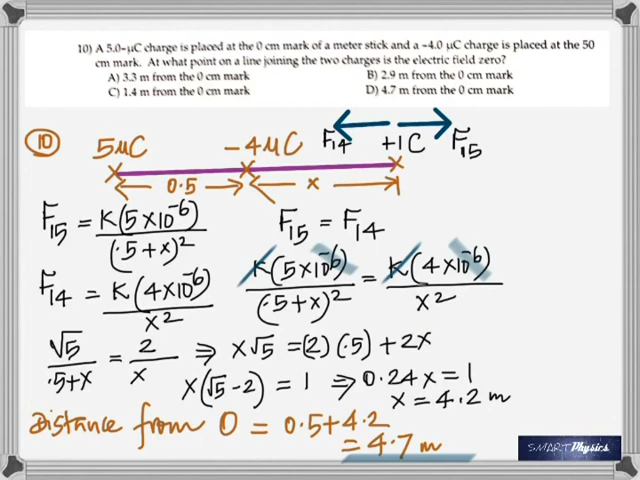 10) A 5.0-μC charge is placed at the 0 cm mark of a meter stick and a -4.0 μC charge is placed at the 50
cm mark. At what point on a line joining the two charges is the electric field zero?
A) 3.3 m from the 0 cm mark B) 2.9 m from the 0 cm mark
C) 1.4 m from the 0 cm mark D) 4.7 m from the 0 cm mark
10 5μC -4μC F14 +1C F15
0.5 x
F15 = K(5×10^-6)/(.5+x)^2 F15 = F14
F14 = K(4×10^-6)/x^2 K(5×10^-6)/(.5+x)^2 = K(4×10^-6)/x^2
√5/.5+x = 2/x ⇒ x√5 = (2)(.5) + 2x
x(√5-2) = 1 ⇒ 0.24x = 1
x = 4.2 m
Distance from 0 = 0.5+4.2
= 4.7 m
SMART Physics